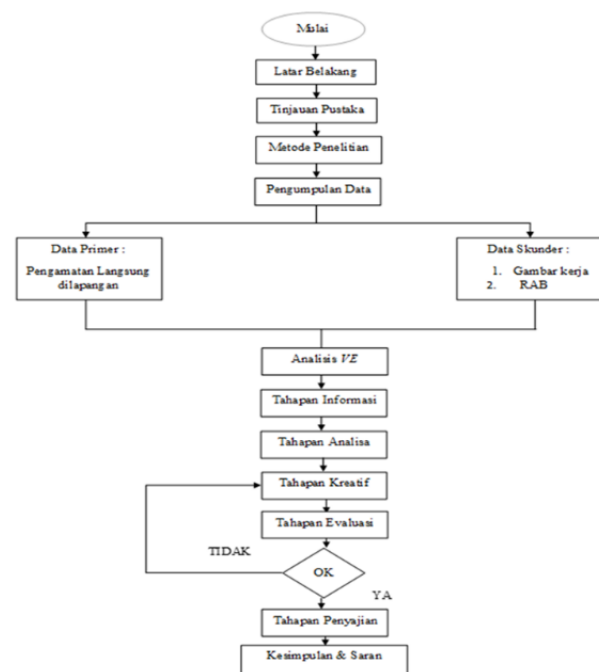 Mulai
Latar Belakang
Tinjauan Pustaka
Metode Penelitian
Pengumpulan Data
Data Primer :
Pengamatan Langsung
dilapangan
Data Skunder :
1. Gambar kerja
2. RAB
Analisis VE
Tahapan Informasi
Tahapan Analisa
Tahapan Kreatif
Tahapan Evaluasi
TIDAK
OK
YA
Tahapan Penyajian
Kesimpulan & Saran